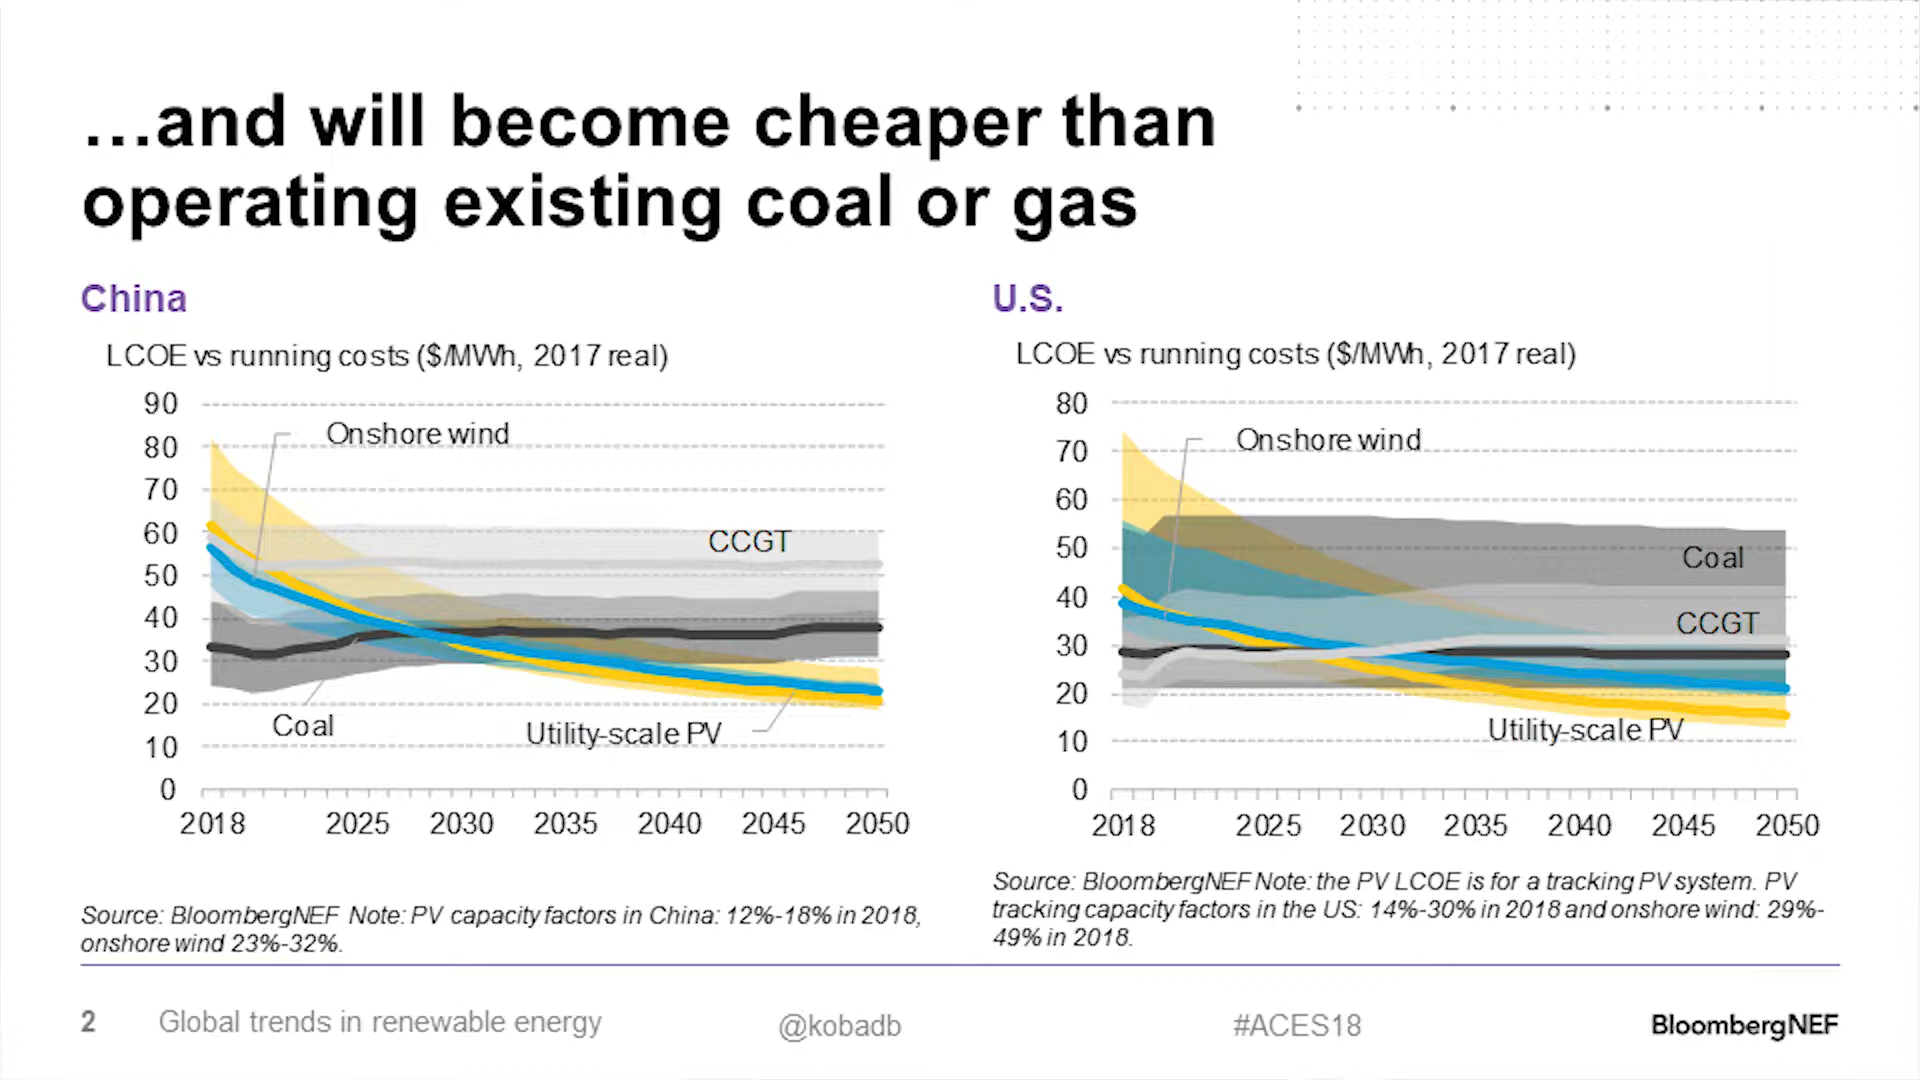 …and will become cheaper than
operating existing coal or gas
China
LCOE vs running costs ($/MWh, 2017 real)
90
80
70
60
50
40
30
20
10
0
Onshore wind
CCGT
Coal
Utility-scale PV
2018 2025 2030 2035 2040 2045 2050
Source: BloombergNEF Note: PV capacity factors in China: 12%-18% in 2018,
onshore wind 23%-32%.
U.S.
LCOE vs running costs ($/MWh, 2017 real)
80
70
60
50
40
30
20
10
0
Onshore wind
Coal
CCGT
Utility-scale PV
2018 2025 2030 2035 2040 2045 2050
Source: BloombergNEF Note: the PV LCOE is for a tracking PV system. PV
tracking capacity factors in the US: 14%-30% in 2018 and onshore wind: 29%-
49% in 2018.
2 Global trends in renewable energy @kobadb #ACES18 BloombergNEF